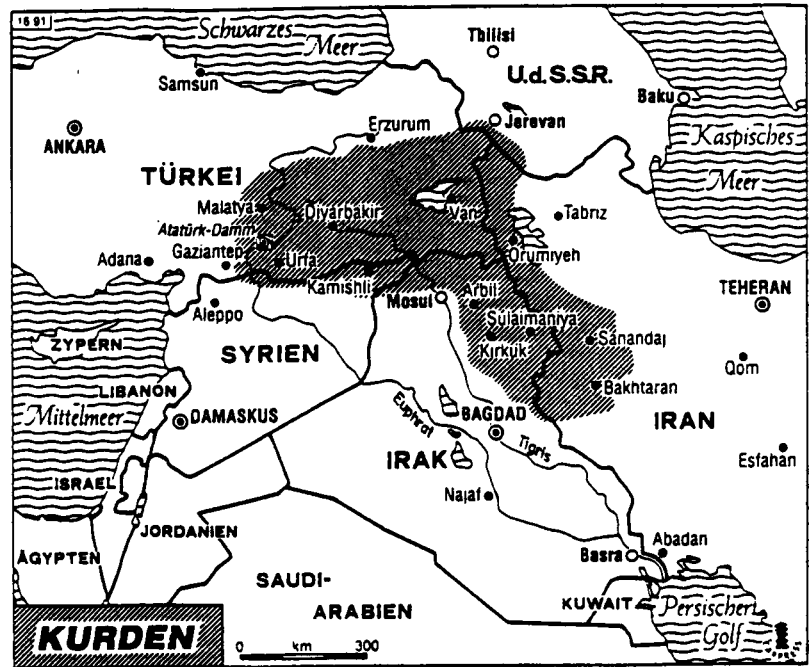 16 91
Schwarzes
Meer
Tbilisi
U.d.S.S.R.
Samsun
Baku
ANKARA
Erzurum
Jerevan
Kaspisches
Meer
TÜRKEI
Malatya
Diyarbakir
Van
Täbriz
Atatürk-Damm
Gaziantep
Adana
Urfa
Orumiyeh
Kamishli
TEHERAN
Aleppo
Mosul
Arbil
Sulaimaniya
Sanandaj
ZYPERN
SYRIEN
Kirkuk
Qom
LIBANON
Bakhtaran
Mittelmeer
DAMASKUS
Euphrat
BAGDAD
IRAN
Tigris
IRAK
Esfahan
ISRAEL
Najaf
JORDANIEN
Abadan
Basra
ÄGYPTEN
SAUDI-
ARABIEN
KUWAIT
Persischer
Golf
KURDEN
0 km 300